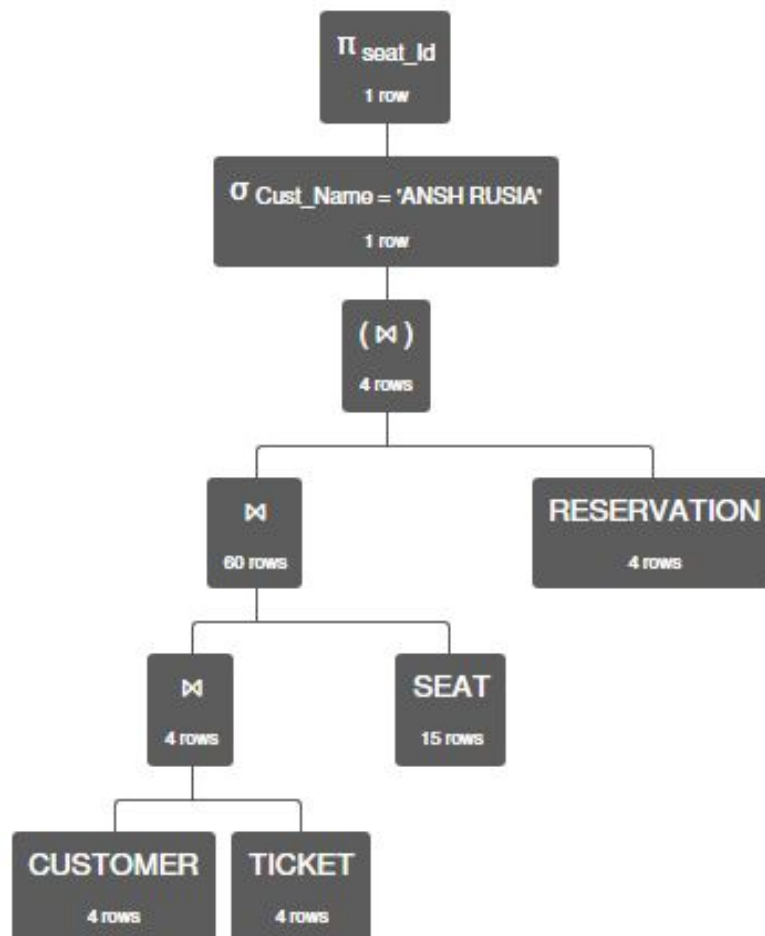 π seat_Id
1 row
σ Cust_Name = 'ANSH RUSIA'
1 row
( ⋈ )
4 rows
⋈
60 rows
RESERVATION
4 rows
⋈
4 rows
SEAT
15 rows
CUSTOMER
4 rows
TICKET
4 rows